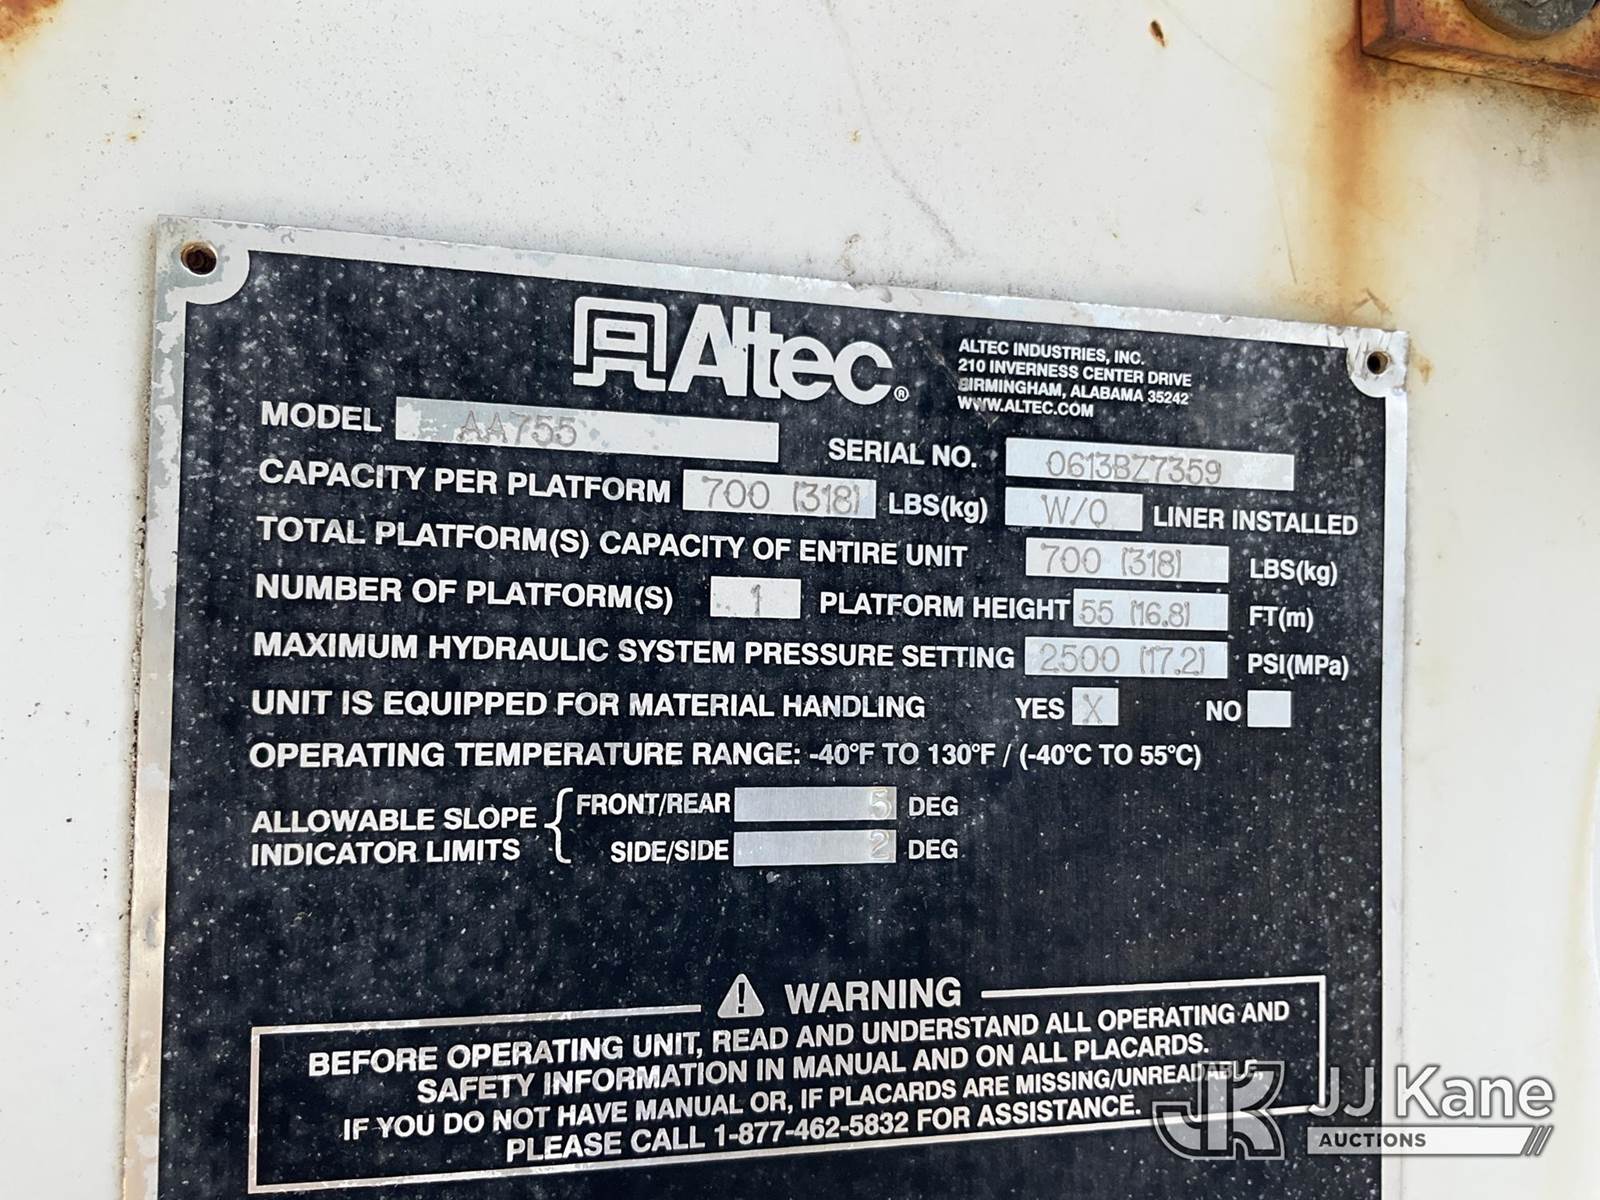 Altec®
ALTEC INDUSTRIES, INC.
210 INVERNESS CENTER DRIVE
BIRMINGHAM, ALABAMA 35242
WWW.ALTEC.COM
MODEL AA755 SERIAL NO. 0613BZ7359
CAPACITY PER PLATFORM 700 (318) LBS(kg) W/O LINER INSTALLED
TOTAL PLATFORM(S) CAPACITY OF ENTIRE UNIT 700 (318) LBS(kg)
NUMBER OF PLATFORM(S) 1 PLATFORM HEIGHT 55 (16.8) FT(m)
MAXIMUM HYDRAULIC SYSTEM PRESSURE SETTING 2500 (17.2) PSI(MPa)
UNIT IS EQUIPPED FOR MATERIAL HANDLING YES X NO
OPERATING TEMPERATURE RANGE: -40°F TO 130°F / (-40°C TO 55°C)
ALLOWABLE SLOPE INDICATOR LIMITS
FRONT/REAR 5 DEG
SIDE/SIDE 2 DEG
WARNING
BEFORE OPERATING UNIT, READ AND UNDERSTAND ALL OPERATING AND
SAFETY INFORMATION IN MANUAL AND ON ALL PLACARDS.
IF YOU DO NOT HAVE MANUAL OR, IF PLACARDS ARE MISSING/UNREADABLE,
PLEASE CALL 1-877-462-5832 FOR ASSISTANCE.
JK JJ Kane
AUCTIONS